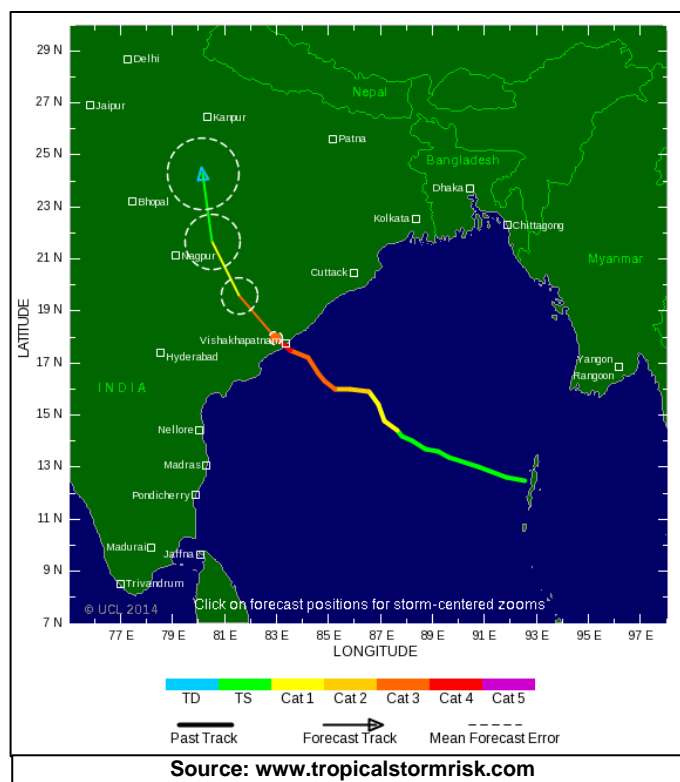 29 N
27 N
25 N
23 N
21 N
19 N
17 N
15 N
13 N
11 N
9 N
7 N
LATITUDE
Delhi
Nepal
Jaipur
Kanpur
Patna
Bangladesh
Dhaka
Bhopal
Kolkata
Chittagong
Nagpur
Myanmar
Cuttack
Vishakhapatnam
Hyderabad
Yangon
Rangoon
INDIA
Nellore
Madras
Pondicherry
Madurai
Jaffna
Trivandrum
© UCL 2014
Click on forecast positions for storm-centered zooms
77 E 79 E 81 E 83 E 85 E 87 E 89 E 91 E 93 E 95 E 97 E
LONGITUDE
TD TS Cat 1 Cat 2 Cat 3 Cat 4 Cat 5
Past Track Forecast Track Mean Forecast Error
Source: www.tropicalstormrisk.com